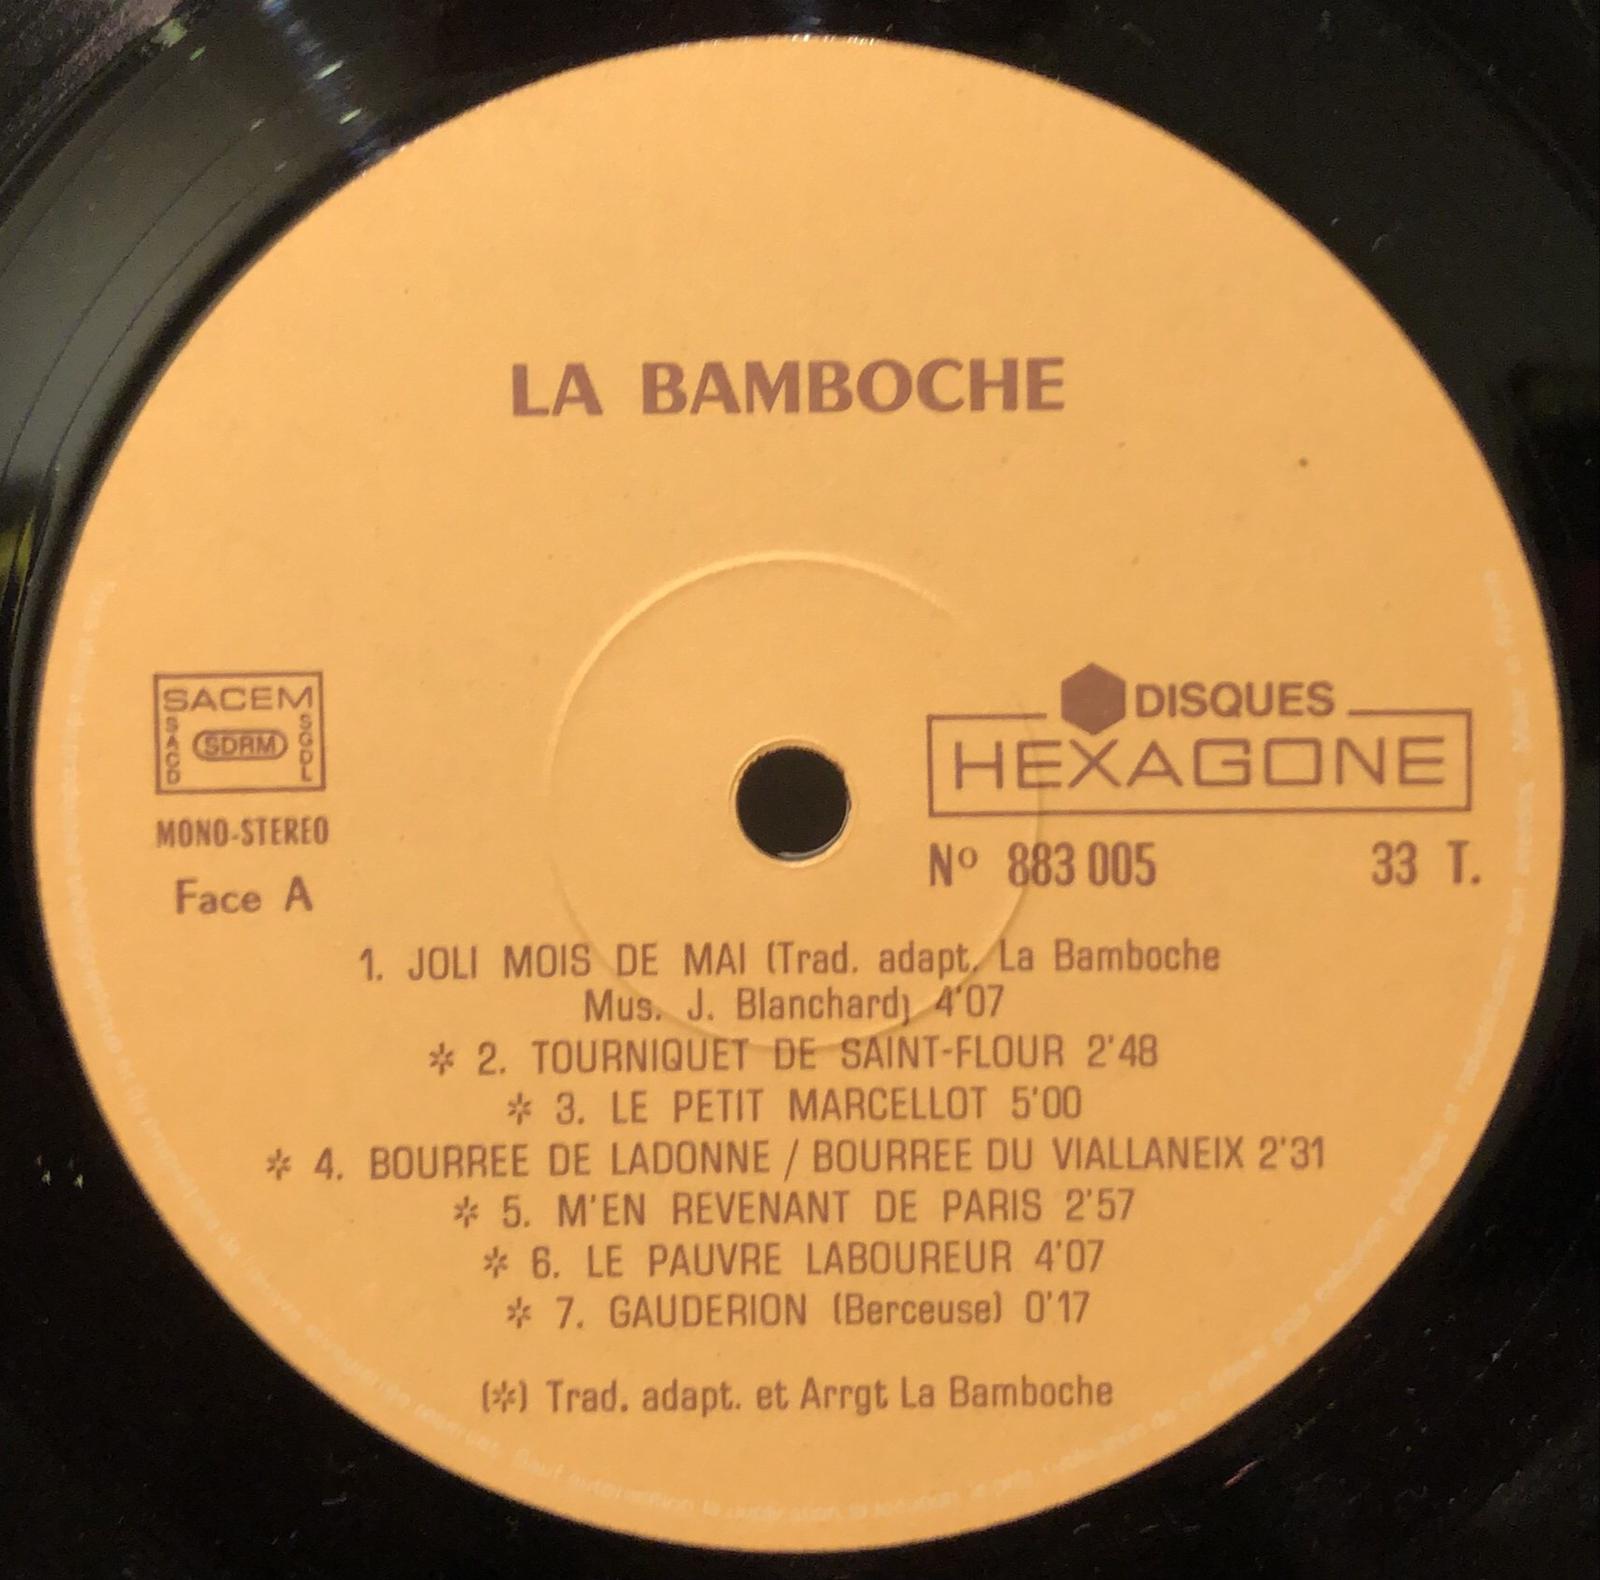 LA BAMBOCHE
SACEM
SACD
SDRM
SGDL
MONO-STEREO
Face A
DISQUES
HEXAGONE
Nº 883 005 33 T.
1. JOLI MOIS DE MAI (Trad. adapt. La Bamboche
Mus. J. Blanchard) 4'07
* 2. TOURNIQUET DE SAINT-FLOUR 2'48
* 3. LE PETIT MARCELLOT 5'00
* 4. BOURREE DE LADONNE / BOURREE DU VIALLANEIX 2'31
* 5. M'EN REVENANT DE PARIS 2'57
* 6. LE PAUVRE LABOUREUR 4'07
* 7. GAUDERION (Berceuse) 0'17
(*) Trad. adapt. et Arrgt La Bamboche